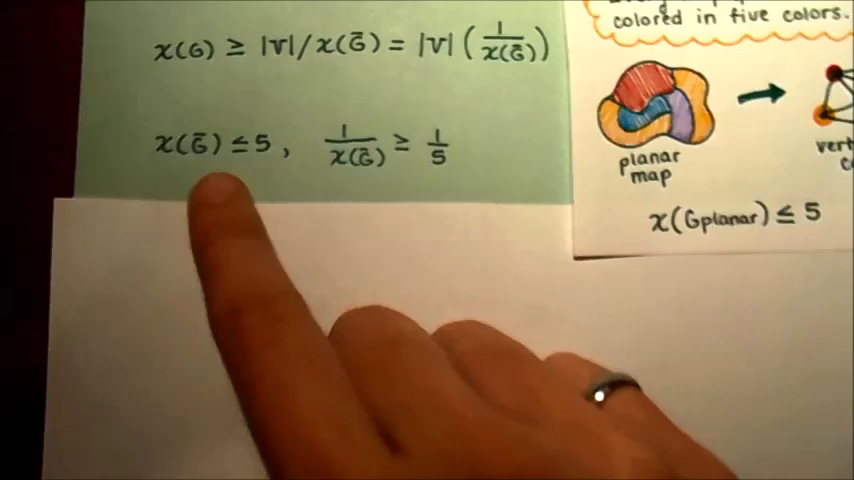 χ(G) ≥ |V|/χ(Ḡ) = |V|(1/χ(Ḡ))
χ(Ḡ) ≤ 5, 1/χ(Ḡ) ≥ 1/5
colored in five colors.
planar
map
χ(Gplanar) ≤ 5